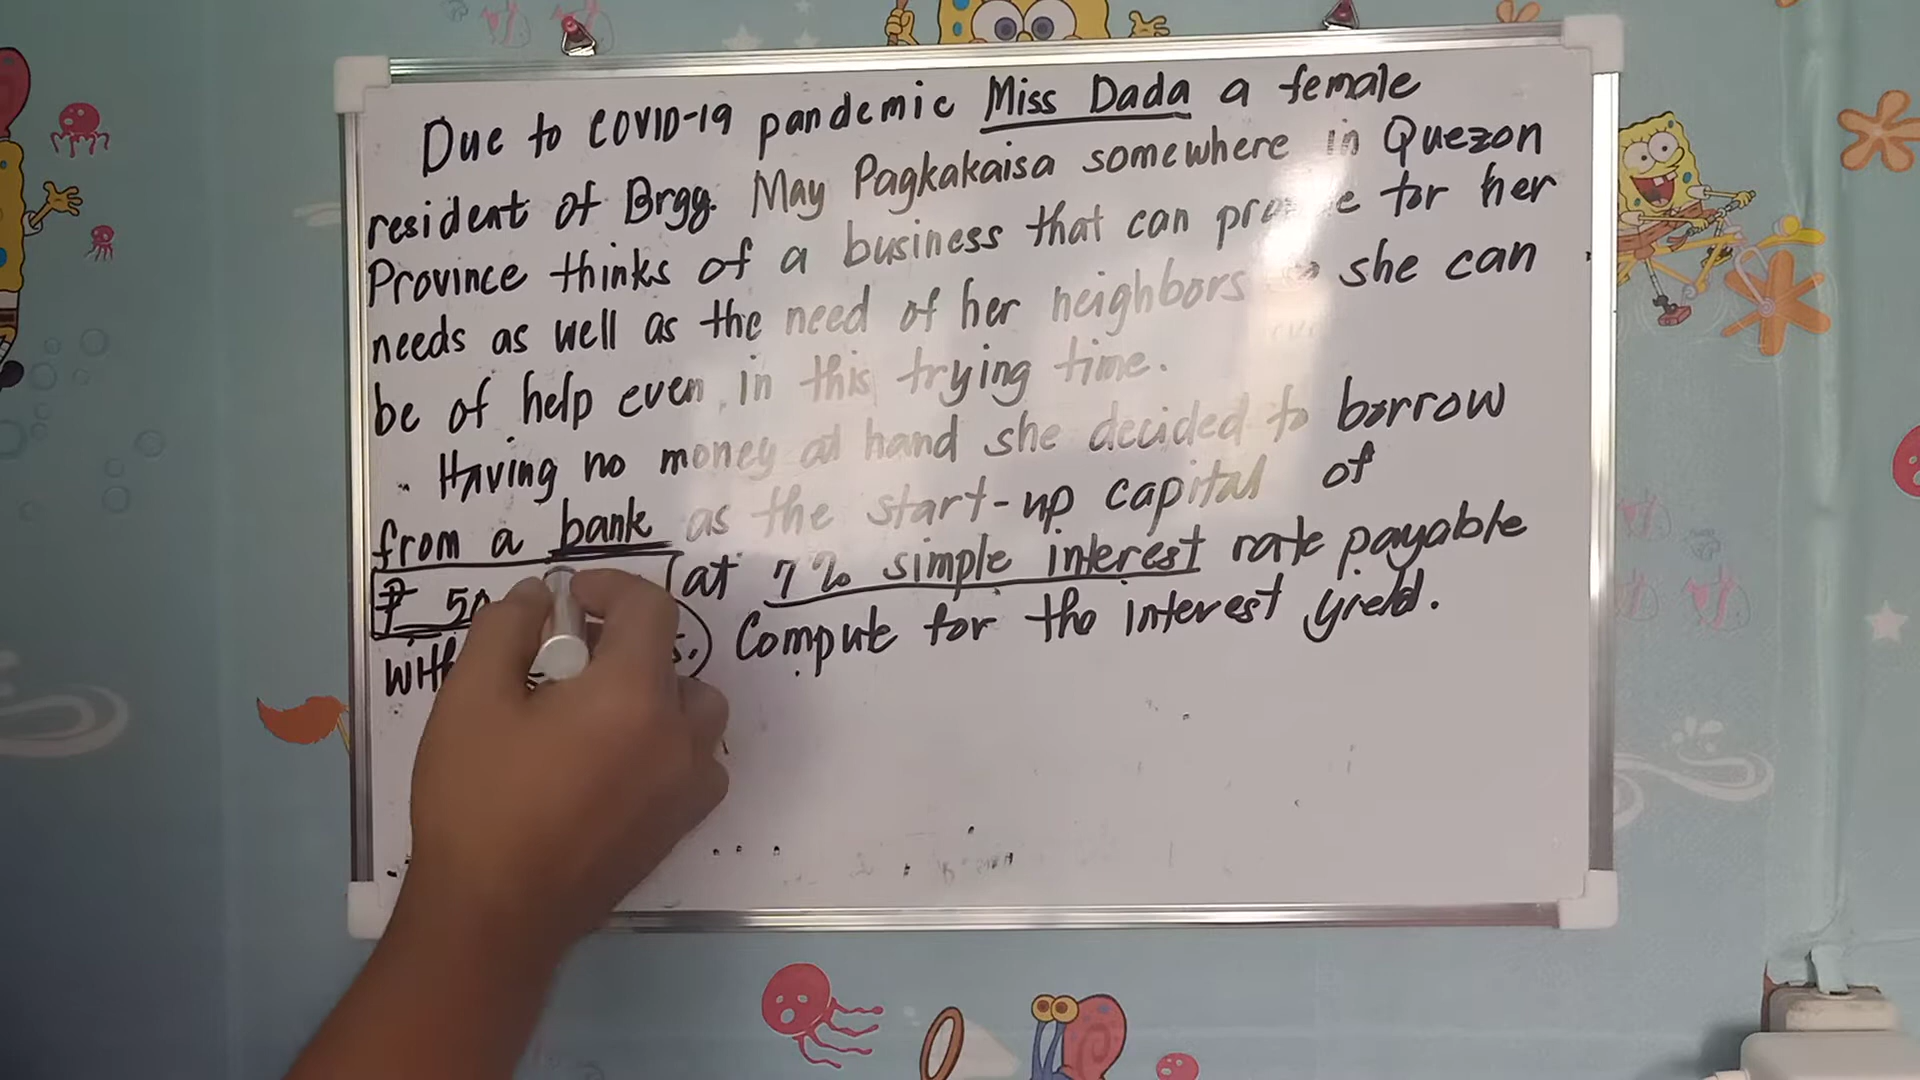 Due to COVID-19 pandemic Miss Dada a female
resident of Brgy. May Pagkakaisa somewhere in Quezon
Province thinks of a business that can for her
needs as well as the need of her neighbors she can
be of help even in this trying time.
Having no money at hand she decided to borrow
from a bank as the start-up capital of
₱ at 7% simple interest rate payable
Compute for the interest yield.